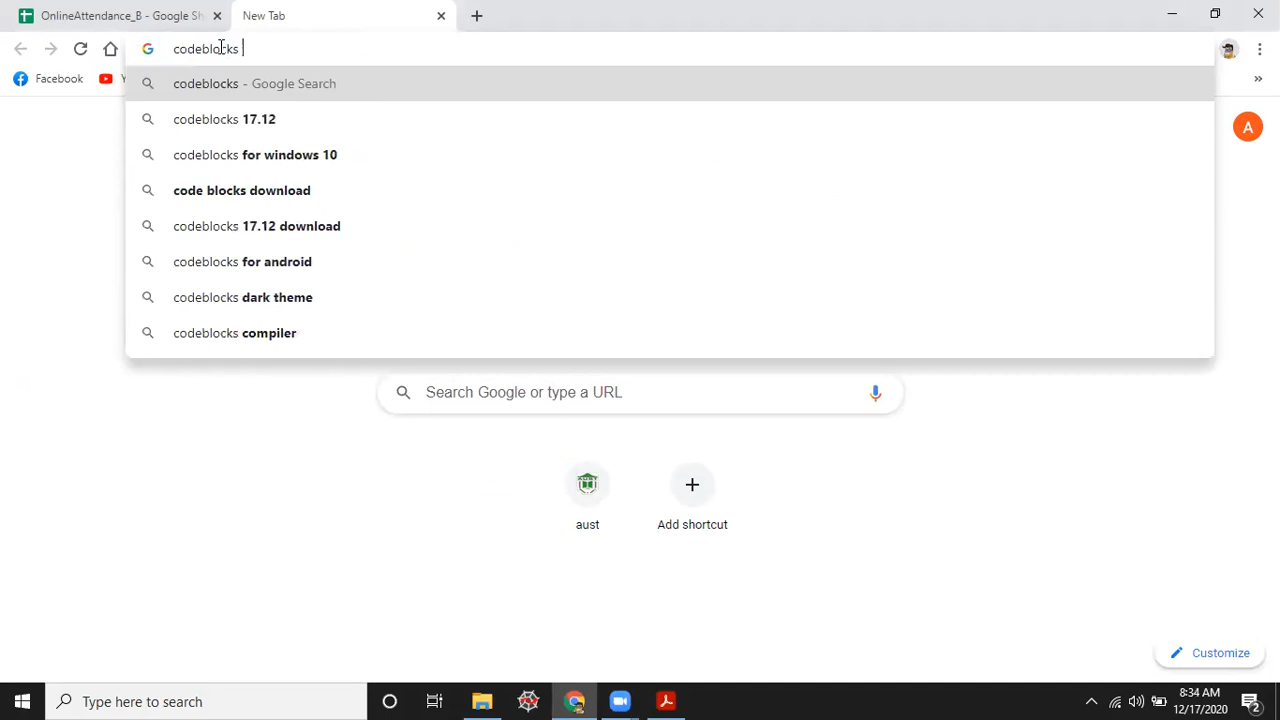 OnlineAttendance_B - Google Sh
New Tab
codeblocks
Facebook
Y
codeblocks - Google Search
A
codeblocks 17.12
codeblocks for windows 10
code blocks download
codeblocks 17.12 download
codeblocks for android
codeblocks dark theme
codeblocks compiler
Search Google or type a URL
aust
Add shortcut
Customize
Type here to search
8:34 AM
12/17/2020
2